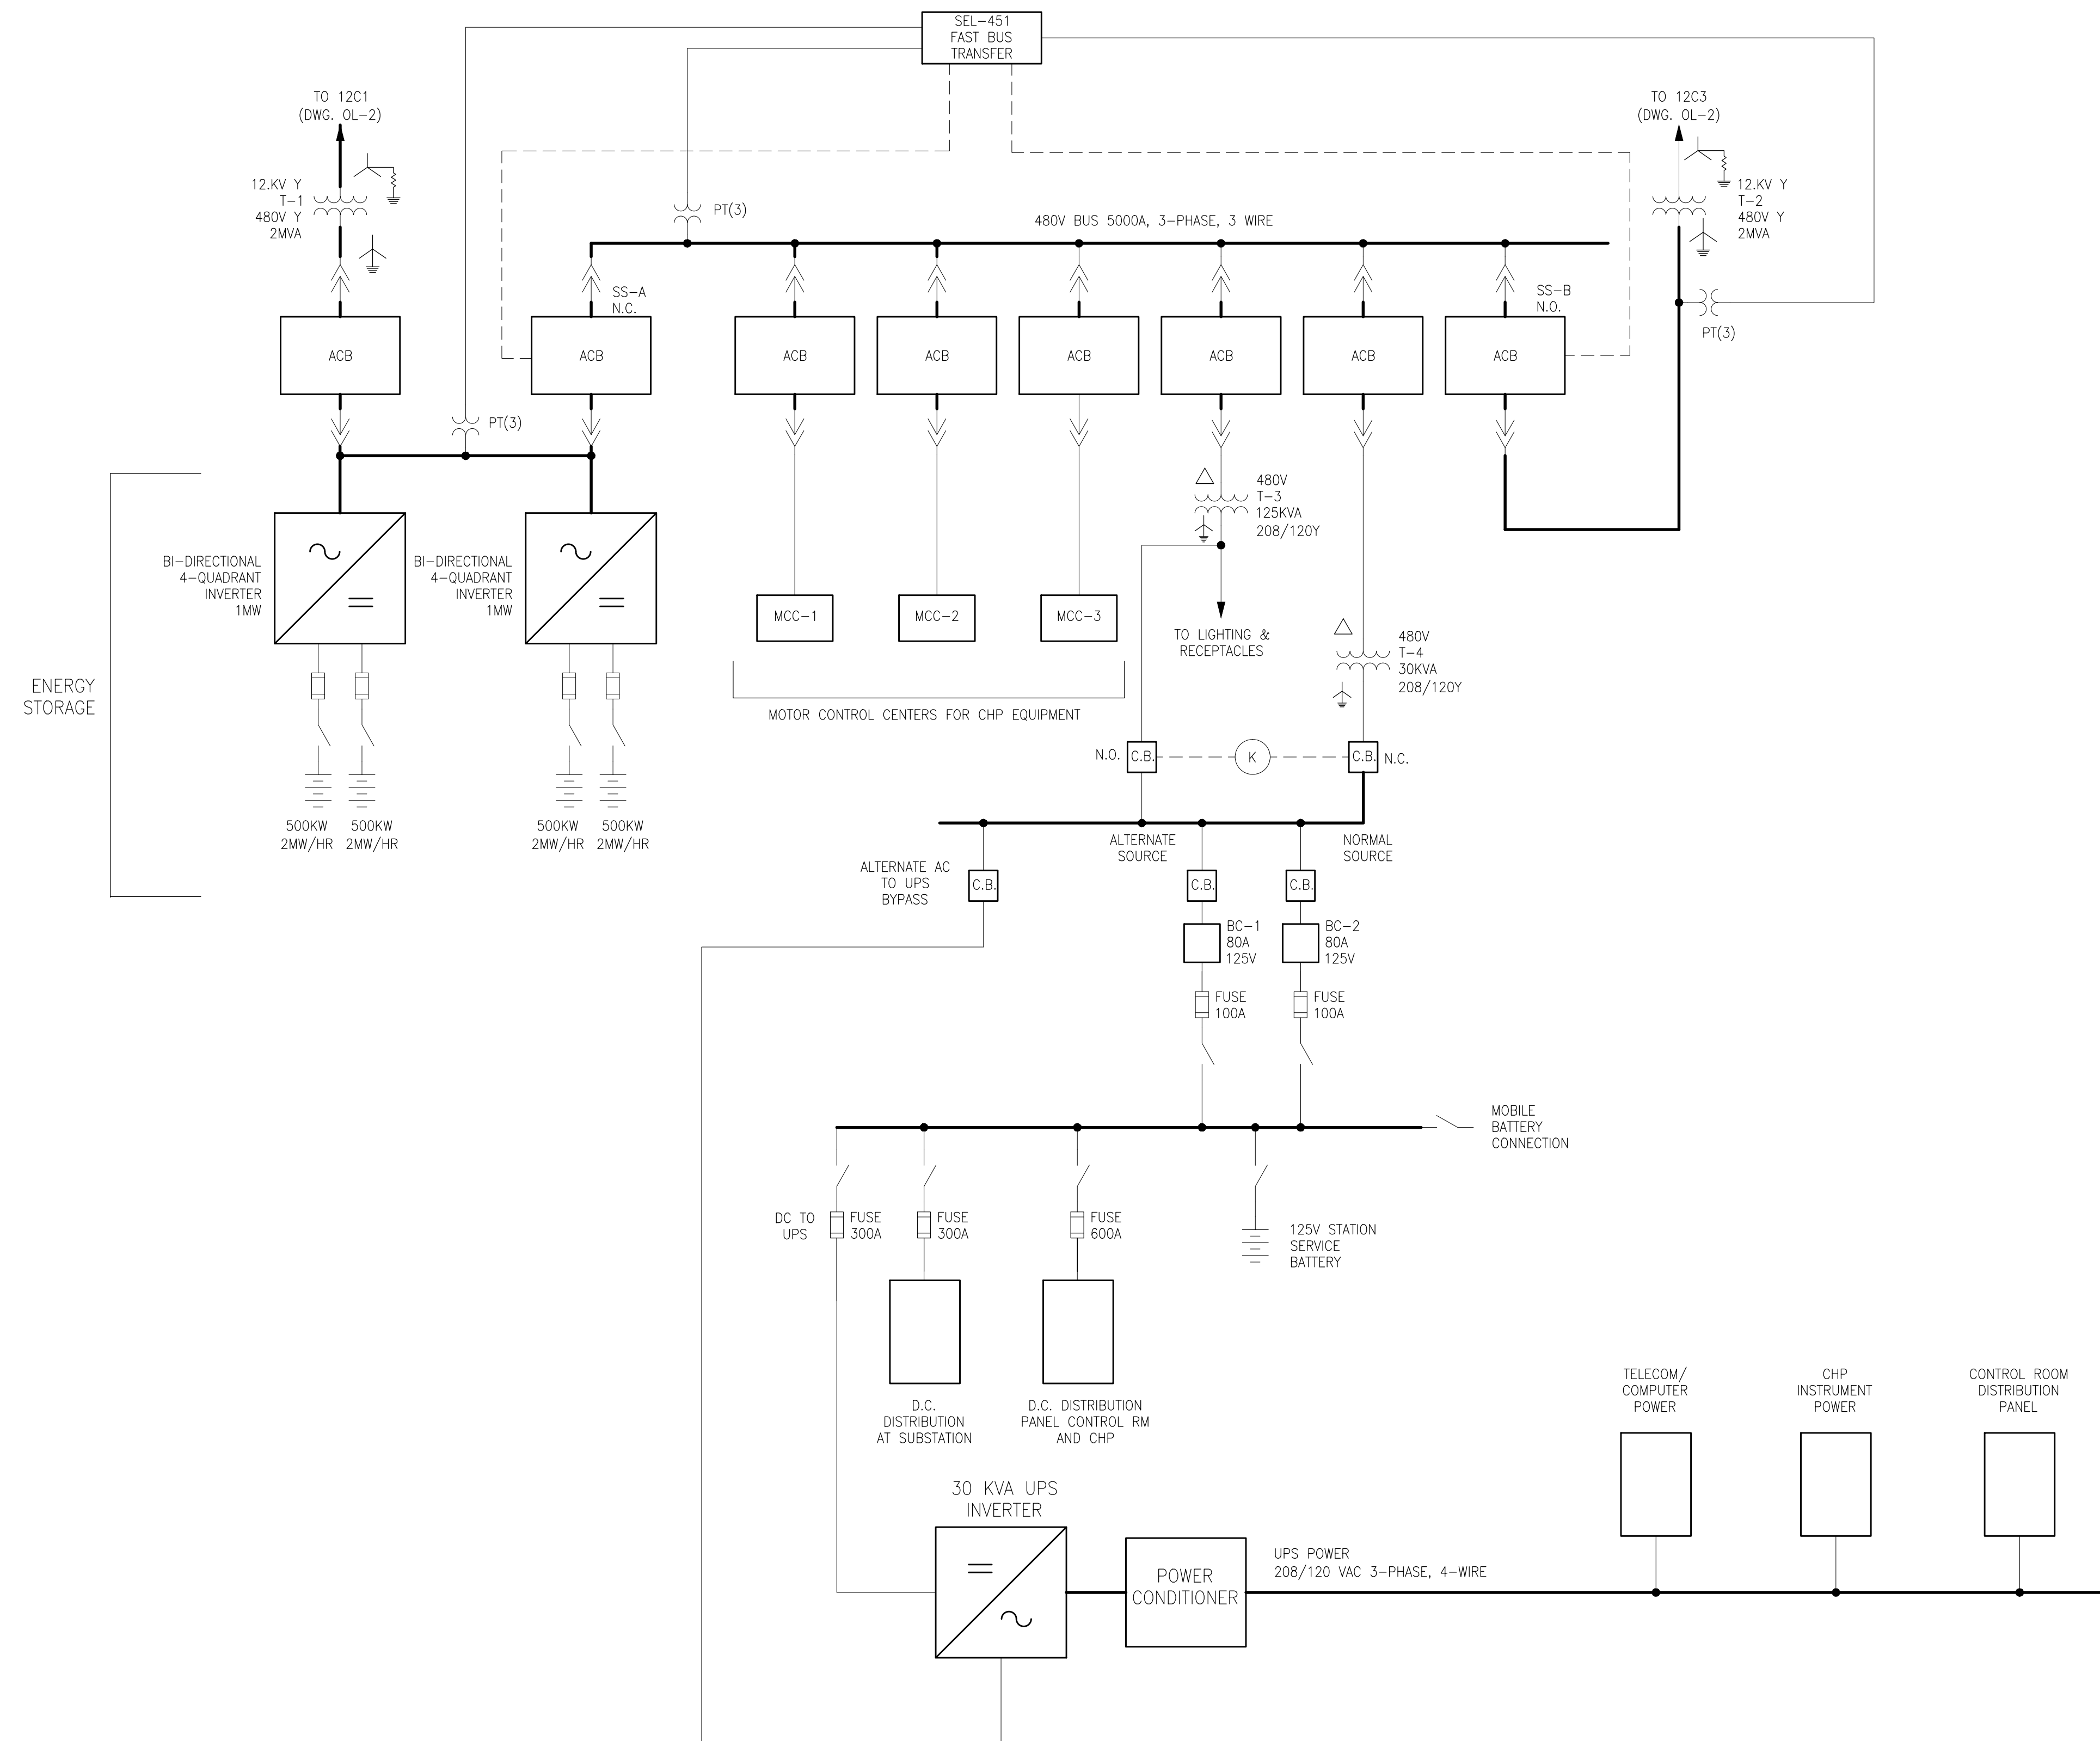 SEL-451
FAST BUS
TRANSFER
TO 12C1
(DWG. OL-2)
12.KV Y
T-1
480V Y
2MVA
PT(3)
480V BUS 5000A, 3-PHASE, 3 WIRE
TO 12C3
(DWG. OL-2)
12.KV Y
T-2
480V Y
2MVA
PT(3)
SS-A
N.C.
SS-B
N.O.
ACB
ACB
ACB
ACB
ACB
ACB
ACB
ACB
PT(3)
ENERGY
STORAGE
BI-DIRECTIONAL
4-QUADRANT
INVERTER
1MW
BI-DIRECTIONAL
4-QUADRANT
INVERTER
1MW
500KW
2MW/HR
500KW
2MW/HR
500KW
2MW/HR
500KW
2MW/HR
MCC-1
MCC-2
MCC-3
MOTOR CONTROL CENTERS FOR CHP EQUIPMENT
480V
T-3
125KVA
208/120Y
TO LIGHTING &
RECEPTACLES
480V
T-4
30KVA
208/120Y
N.O.
C.B.
K
C.B.
N.C.
ALTERNATE
SOURCE
NORMAL
SOURCE
ALTERNATE AC
TO UPS
BYPASS
C.B.
C.B.
C.B.
BC-1
80A
125V
BC-2
80A
125V
FUSE
100A
FUSE
100A
MOBILE
BATTERY
CONNECTION
DC TO
UPS
FUSE
300A
FUSE
300A
FUSE
600A
125V STATION
SERVICE
BATTERY
D.C.
DISTRIBUTION
AT SUBSTATION
D.C. DISTRIBUTION
PANEL CONTROL RM
AND CHP
TELECOM/
COMPUTER
POWER
CHP
INSTRUMENT
POWER
CONTROL ROOM
DISTRIBUTION
PANEL
30 KVA UPS
INVERTER
POWER
CONDITIONER
UPS POWER
208/120 VAC 3-PHASE, 4-WIRE